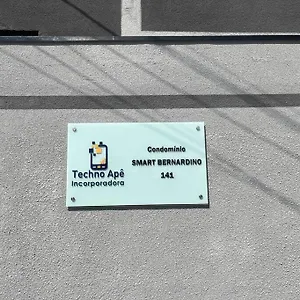 Techno Apê
Incorporadora
Condomínio
SMART BERNARDINO
141